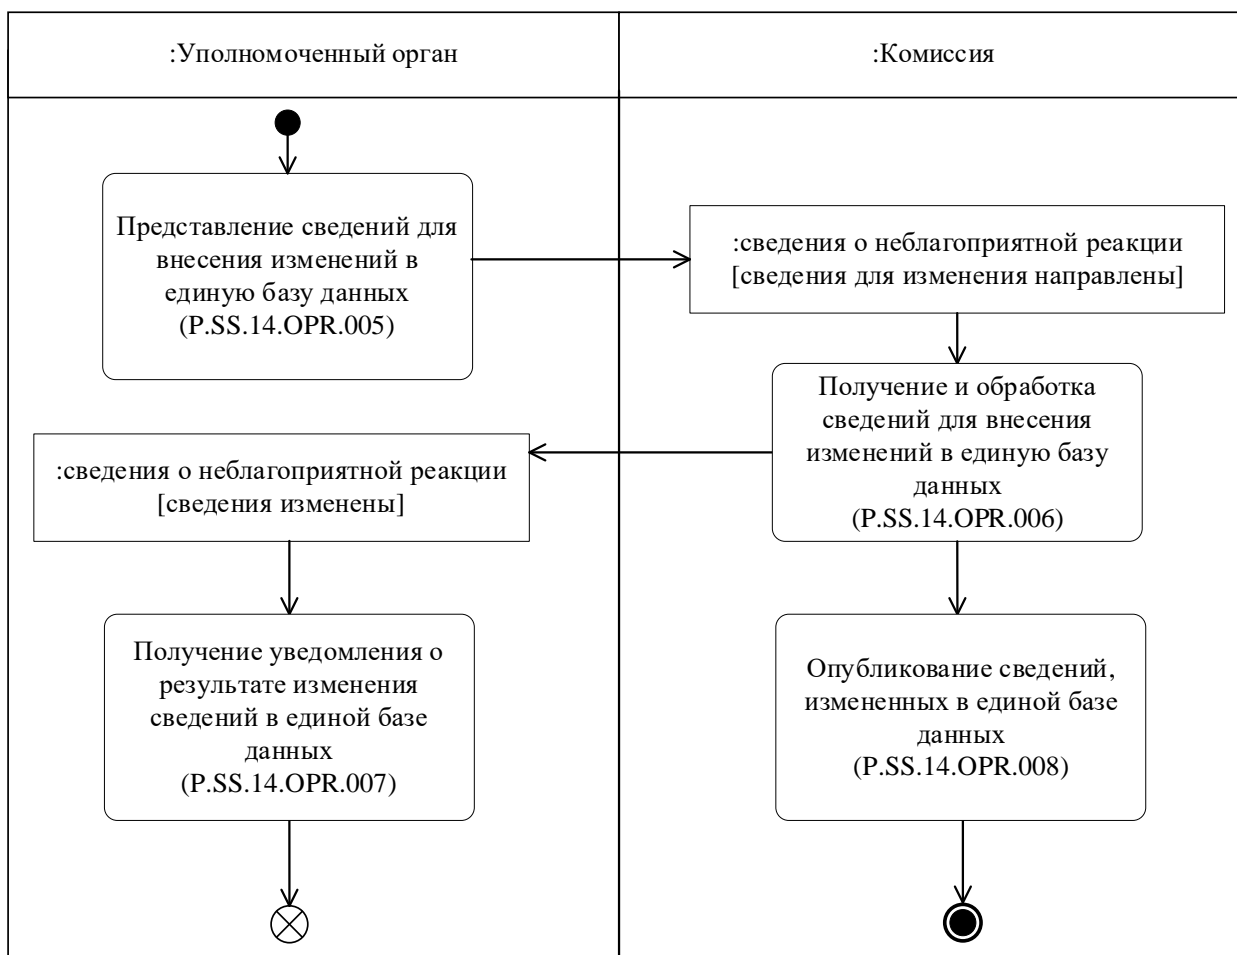 :Уполномоченный орган
:Комиссия
Представление сведений для
внесения изменений в
единую базу данных
(P.SS.14.OPR.005)
:сведения о неблагоприятной реакции
[сведения для изменения направлены]
Получение и обработка
сведений для внесения
изменений в единую базу
данных
(P.SS.14.OPR.006)
:сведения о неблагоприятной реакции
[сведения изменены]
Получение уведомления о
результате изменения
сведений в единой базе
данных
(P.SS.14.OPR.007)
Опубликование сведений,
измененных в единой базе
данных
(P.SS.14.OPR.008)